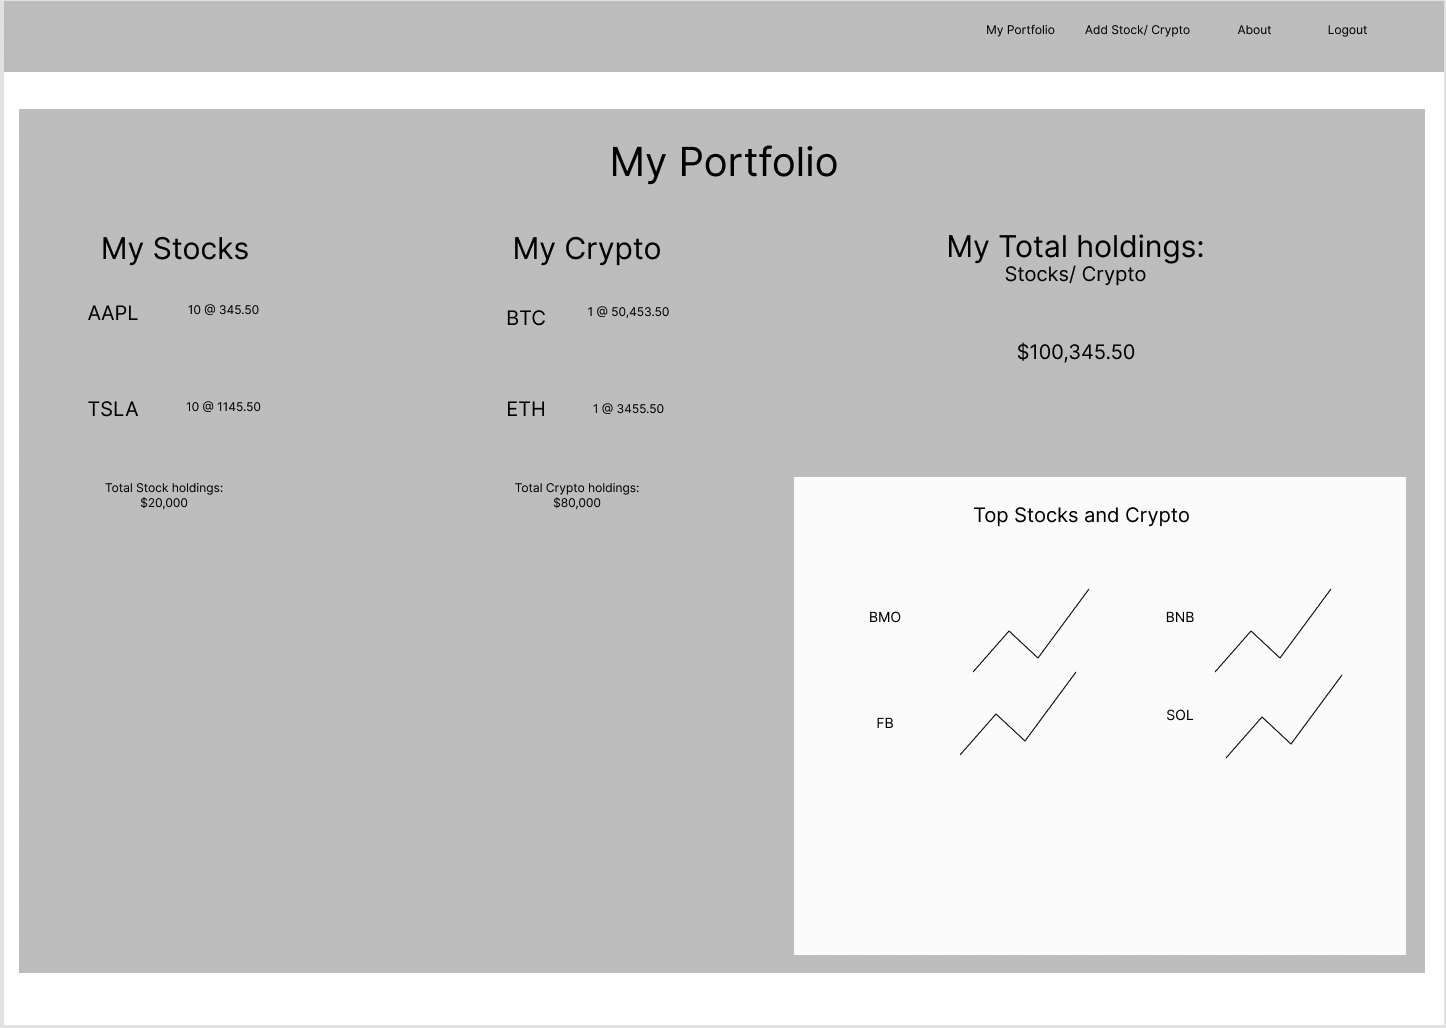 My Portfolio
Add Stock/ Crypto
About
Logout
My Portfolio
My Stocks
AAPL
10 @ 345.50
TSLA
10 @ 1145.50
Total Stock holdings:
$20,000
My Crypto
BTC
1 @ 50,453.50
ETH
1 @ 3455.50
Total Crypto holdings:
$80,000
My Total holdings:
Stocks/ Crypto
$100,345.50
Top Stocks and Crypto
BMO
BNB
FB
SOL